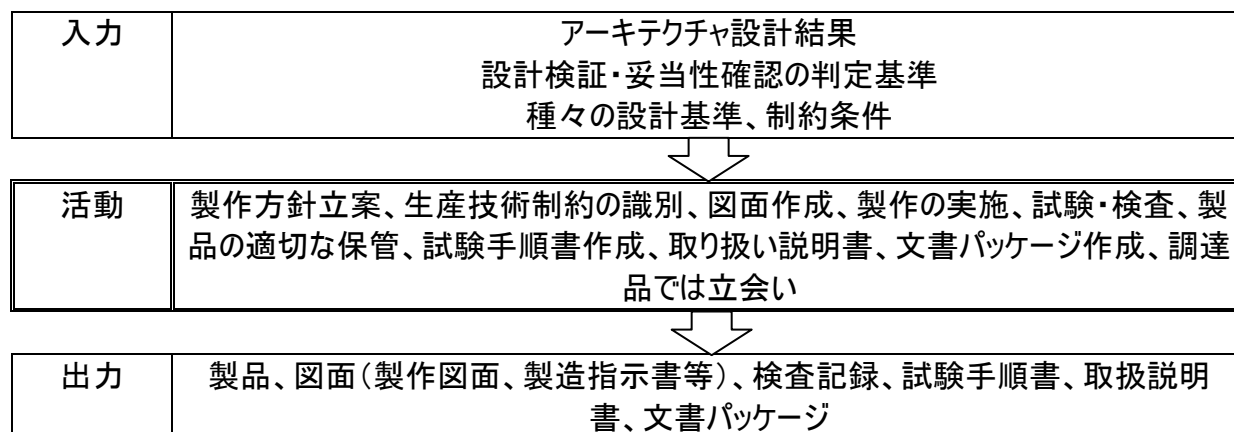 入力
アーキテクチャ設計結果
設計検証・妥当性確認の判定基準
種々の設計基準、制約条件
活動
製作方針立案、生産技術制約の識別、図面作成、製作の実施、試験・検査、製
品の適切な保管、試験手順書作成、取り扱い説明書、文書パッケージ作成、調達
品では立会い
出力
製品、図面（製作図面、製造指示書等）、検査記録、試験手順書、取扱説明
書、文書パッケージ